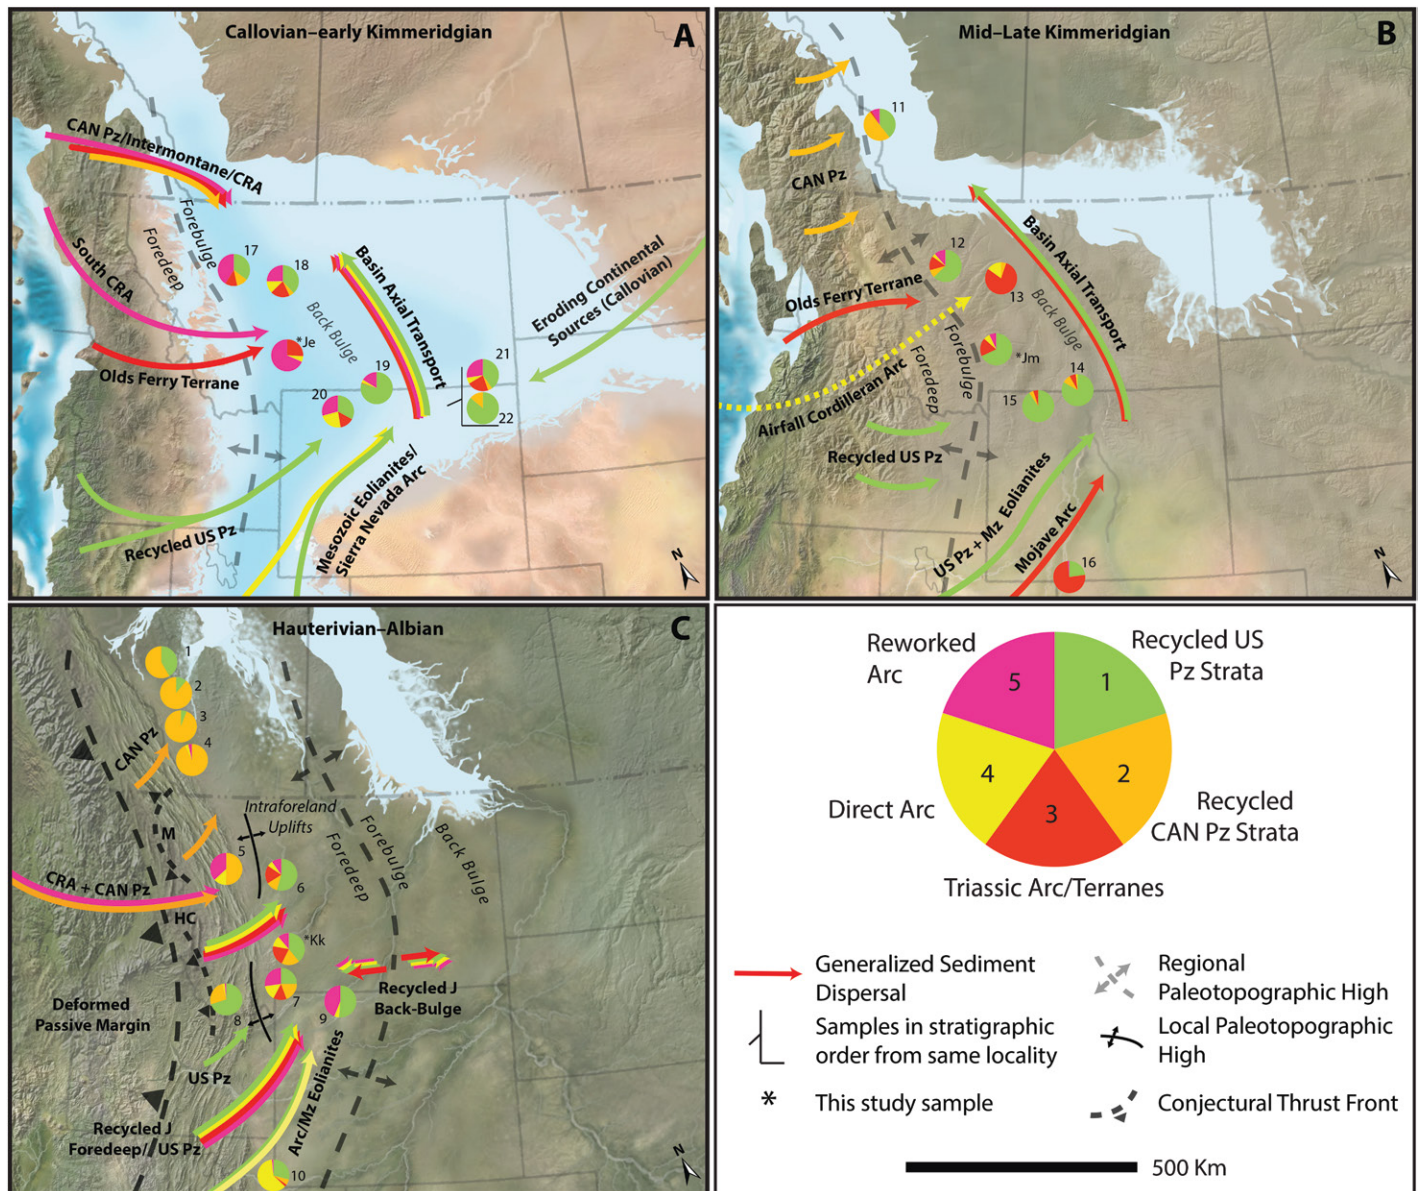 Callovian–early Kimmeridgian
A
CAN Pz/Intermontane/CRA
Forebulge
Foredeep
South CRA
17
18
Basin Axial Transport
Back Bulge
Eroding Continental
Sources (Callovian)
*Je
Olds Ferry Terrane
19
20
21
22
Recycled US Pz
Mesozoic Eolianites/
Sierra Nevada Arc
N
Mid–Late Kimmeridgian
B
11
CAN Pz
12
13
Olds Ferry Terrane
Basin Axial Transport
Back Bulge
Forebulge
Foredeep
*Jm
14
15
Airfall Cordilleran Arc
Recycled US Pz
US Pz + Mz Eolianites
Mojave Arc
16
N
Hauterivian–Albian
C
1
2
3
4
CAN Pz
Intraforeland
Uplifts
M
Forebulge
Foredeep
Back Bulge
5
6
CRA + CAN Pz
HC
*Kk
7
8
9
Recycled J
Back-Bulge
Deformed
Passive Margin
US Pz
Arc/Mz Eolianites
Recycled J
Foredeep/ US Pz
10
N
Reworked
Arc
5
Recycled US
Pz Strata
1
4
2
Direct Arc
3
Recycled
CAN Pz Strata
Triassic Arc/Terranes
Generalized Sediment
Dispersal
Regional
Paleotopographic High
Samples in stratigraphic
order from same locality
Local Paleotopographic
High
*
This study sample
Conjectural Thrust Front
500 Km